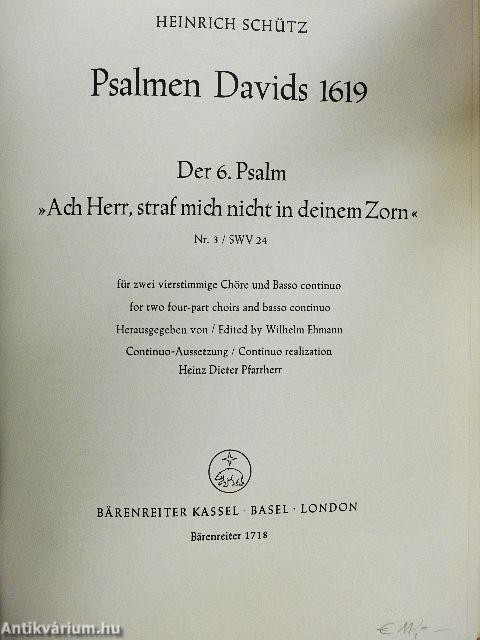 HEINRICH SCHÜTZ
Psalmen Davids 1619
Der 6. Psalm
»Ach Herr, straf mich nicht in deinem Zorn«
Nr. 3 / SWV 24
für zwei vierstimmige Chöre und Basso continuo
for two four-part choirs and basso continuo
Herausgegeben von / Edited by Wilhelm Ehmann
Continuo-Aussetzung / Continuo realization
Heinz Dieter Pfarrherr
BÄRENREITER KASSEL · BASEL · LONDON
Bärenreiter 1718
Antikvárium.hu